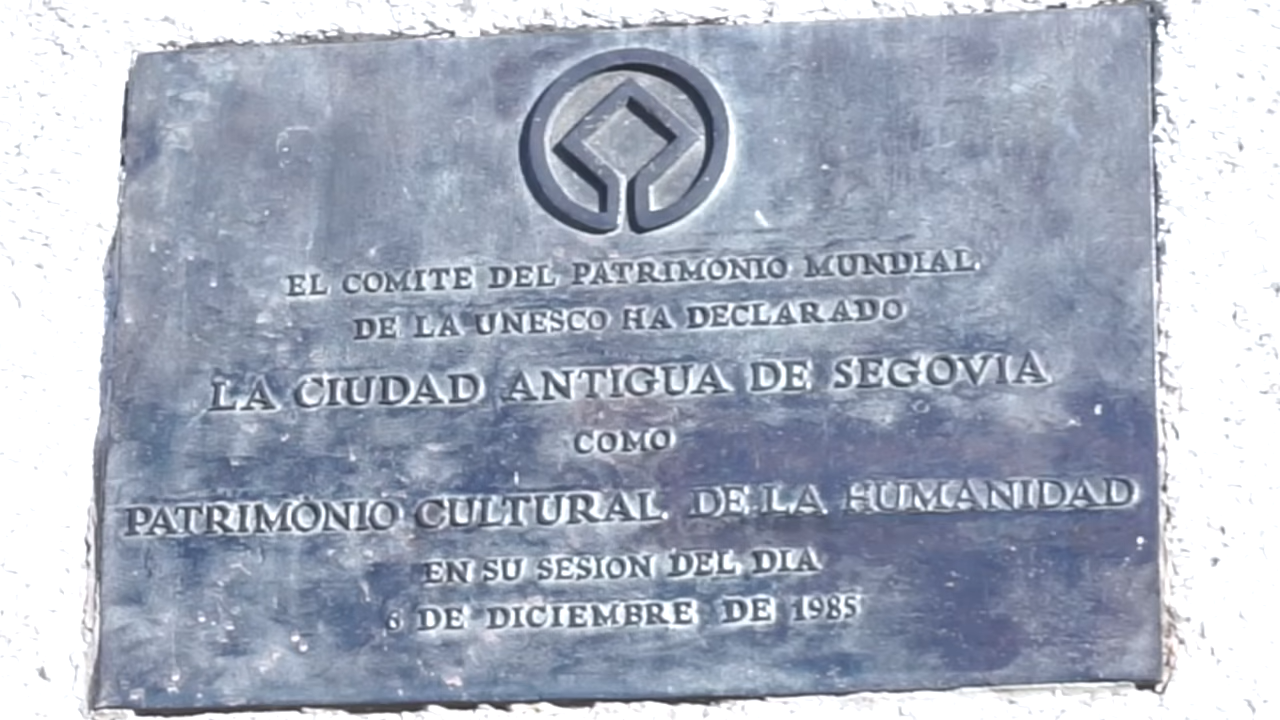 EL COMITE DEL PATRIMONIO MUNDIAL
DE LA UNESCO HA DECLARADO
LA CIUDAD ANTIGUA DE SEGOVIA
COMO
PATRIMONIO CULTURAL DE LA HUMANIDAD
EN SU SESION DEL DIA
6 DE DICIEMBRE DE 1985